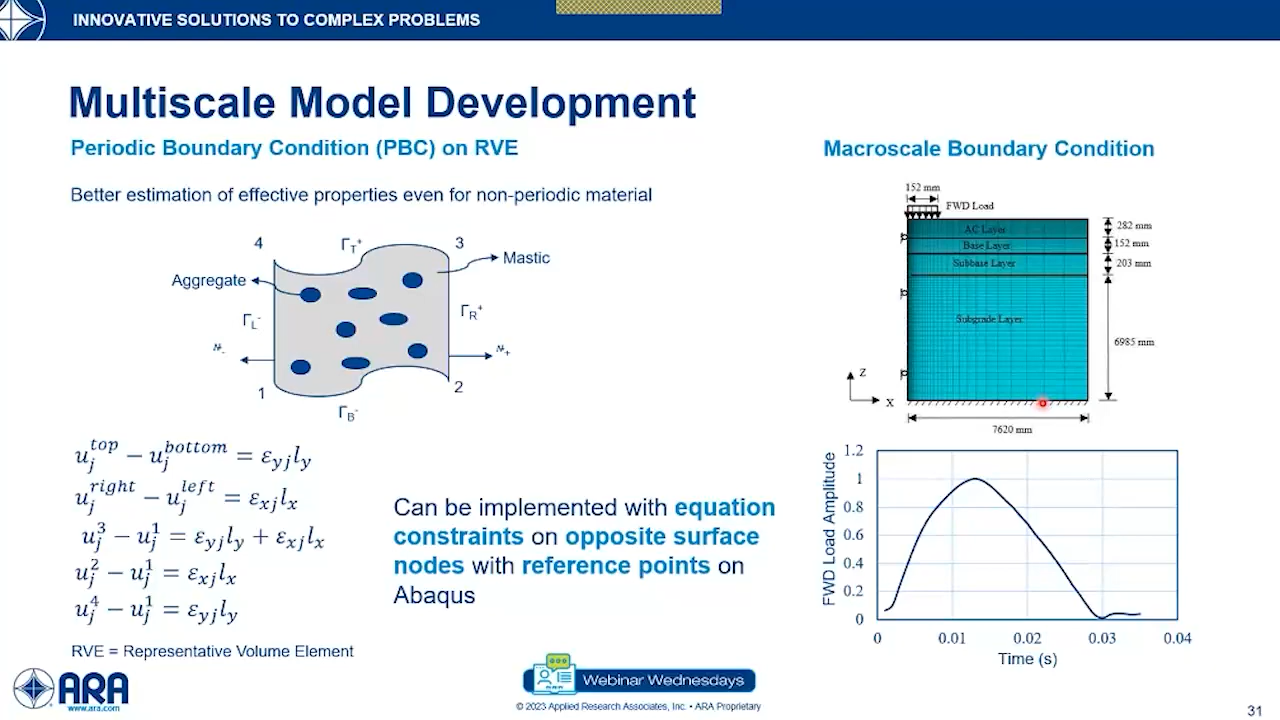 INNOVATIVE SOLUTIONS TO COMPLEX PROBLEMS
Multiscale Model Development
Periodic Boundary Condition (PBC) on RVE
Better estimation of effective properties even for non-periodic material
4
Γ_T⁺
3
Mastic
Aggregate
Γ_L⁻
Γ_R⁺
1
2
Γ_B⁻
u_j^top − u_j^bottom = ε_yj l_y
u_j^right − u_j^left = ε_xj l_x
u_j^3 − u_j^1 = ε_yj l_y + ε_xj l_x
u_j^2 − u_j^1 = ε_xj l_x
u_j^4 − u_j^1 = ε_yj l_y
RVE = Representative Volume Element
Can be implemented with equation
constraints on opposite surface
nodes with reference points on
Abaqus
Macroscale Boundary Condition
152 mm
FWD Load
AC Layer
282 mm
Base Layer
152 mm
Subbase Layer
203 mm
Subgrade Layer
6985 mm
Z
X
7620 mm
FWD Load Amplitude
1.2
1
0.8
0.6
0.4
0.2
0
0 0.01 0.02 0.03 0.04
Time (s)
ARA
www.ara.com
Webinar Wednesdays
© 2023 Applied Research Associates, Inc. • ARA Proprietary
31